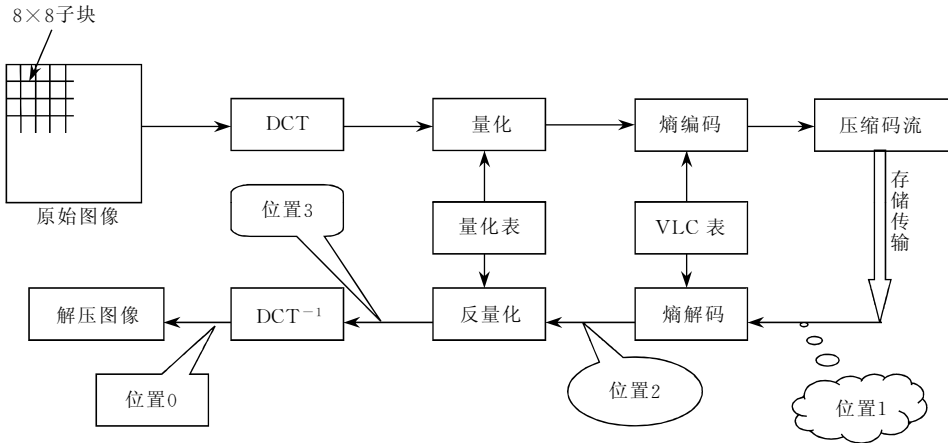 8×8子块
原始图像
DCT
量化
熵编码
压缩码流
存储传输
位置3
量化表
VLC 表
解压图像
DCT⁻¹
反量化
熵解码
位置0
位置2
位置1